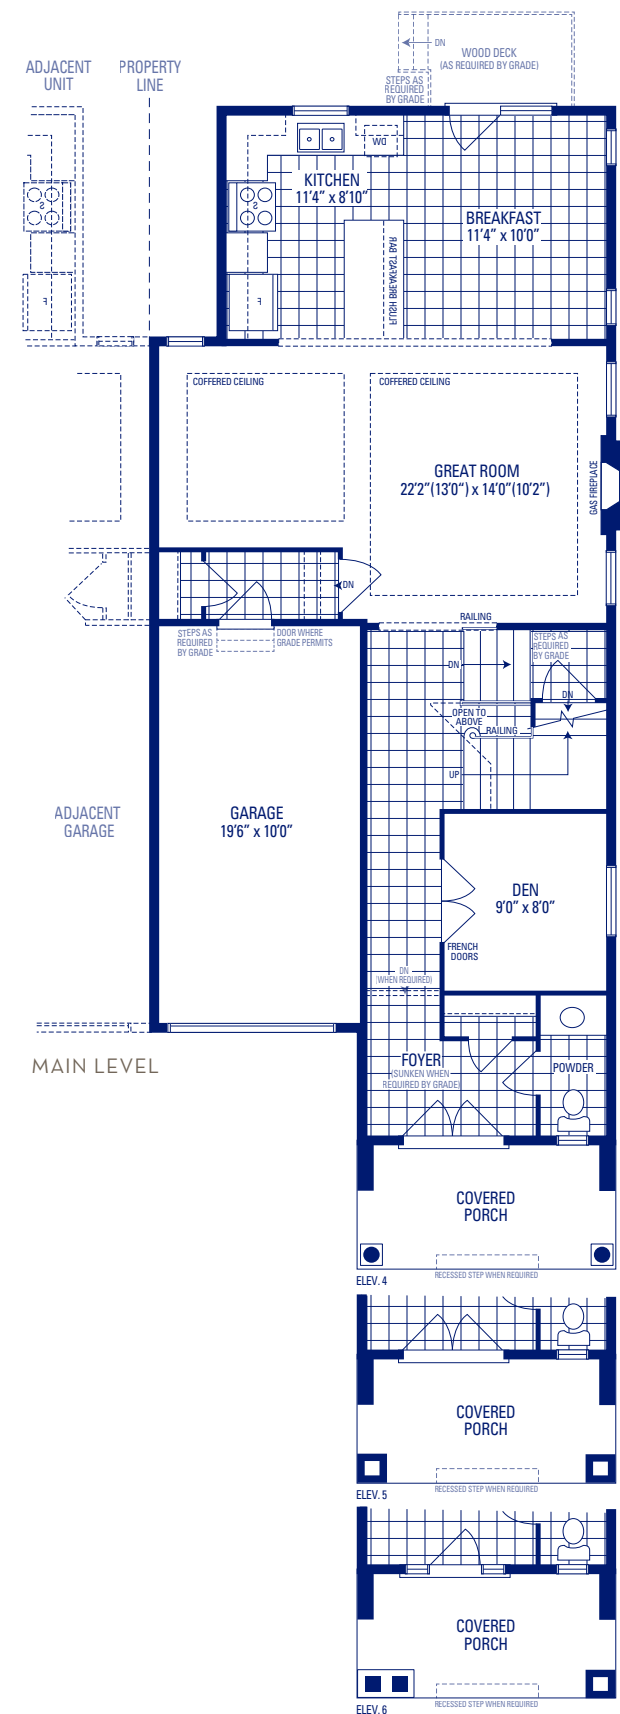 DN
WOOD DECK
(AS REQUIRED BY GRADE)
STEPS AS
REQUIRED
BY GRADE
ADJACENT
UNIT
PROPERTY
LINE
DW
KITCHEN
11'4" x 8'10"
S
S
BREAKFAST
11'4" x 10'0"
FLUSH BREAKFAST BAR
F
F
COFFERED CEILING
COFFERED CEILING
GREAT ROOM
22'2"(13'0") x 14'0"(10'2")
GAS FIREPLACE
DN
RAILING
STEPS AS
REQUIRED
BY GRADE
DOOR WHERE
GRADE PERMITS
STEPS AS
REQUIRED
BY GRADE
DN
DN
OPEN TO
ABOVE
RAILING
UP
ADJACENT
GARAGE
GARAGE
19'6" x 10'0"
DEN
9'0" x 8'0"
FRENCH
DOORS
DN
(WHEN REQUIRED)
MAIN LEVEL
FOYER
(SUNKEN WHEN
REQUIRED BY GRADE)
POWDER
COVERED
PORCH
RECESSED STEP WHEN REQUIRED
ELEV. 4
COVERED
PORCH
RECESSED STEP WHEN REQUIRED
ELEV. 5
COVERED
PORCH
RECESSED STEP WHEN REQUIRED
ELEV. 6